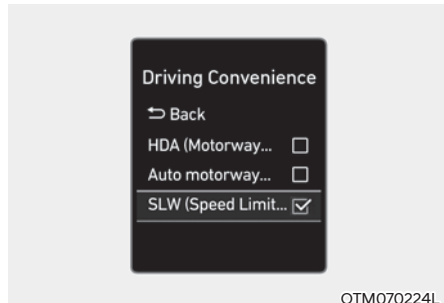 Driving Convenience
⮌ Back
HDA (Motorway...
Auto motorway...
SLW (Speed Limit...
OTM070224L